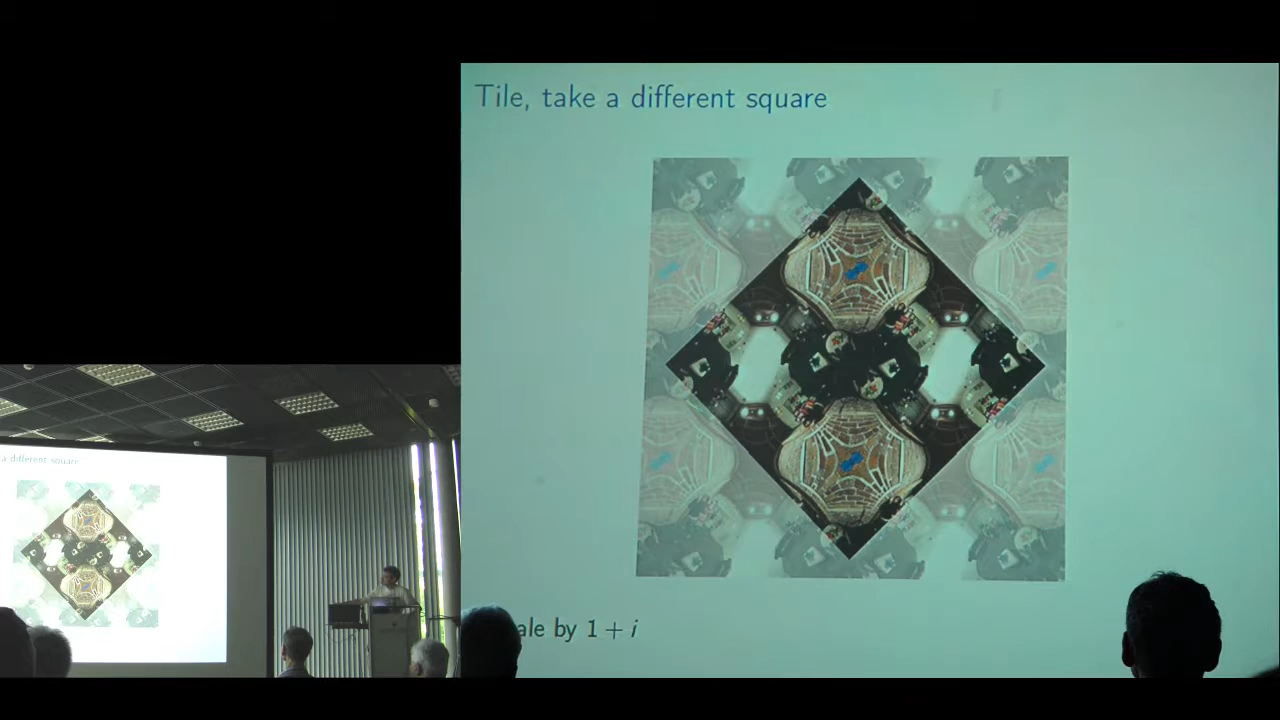 Tile, take a different square
ale by 1 + i
a different square